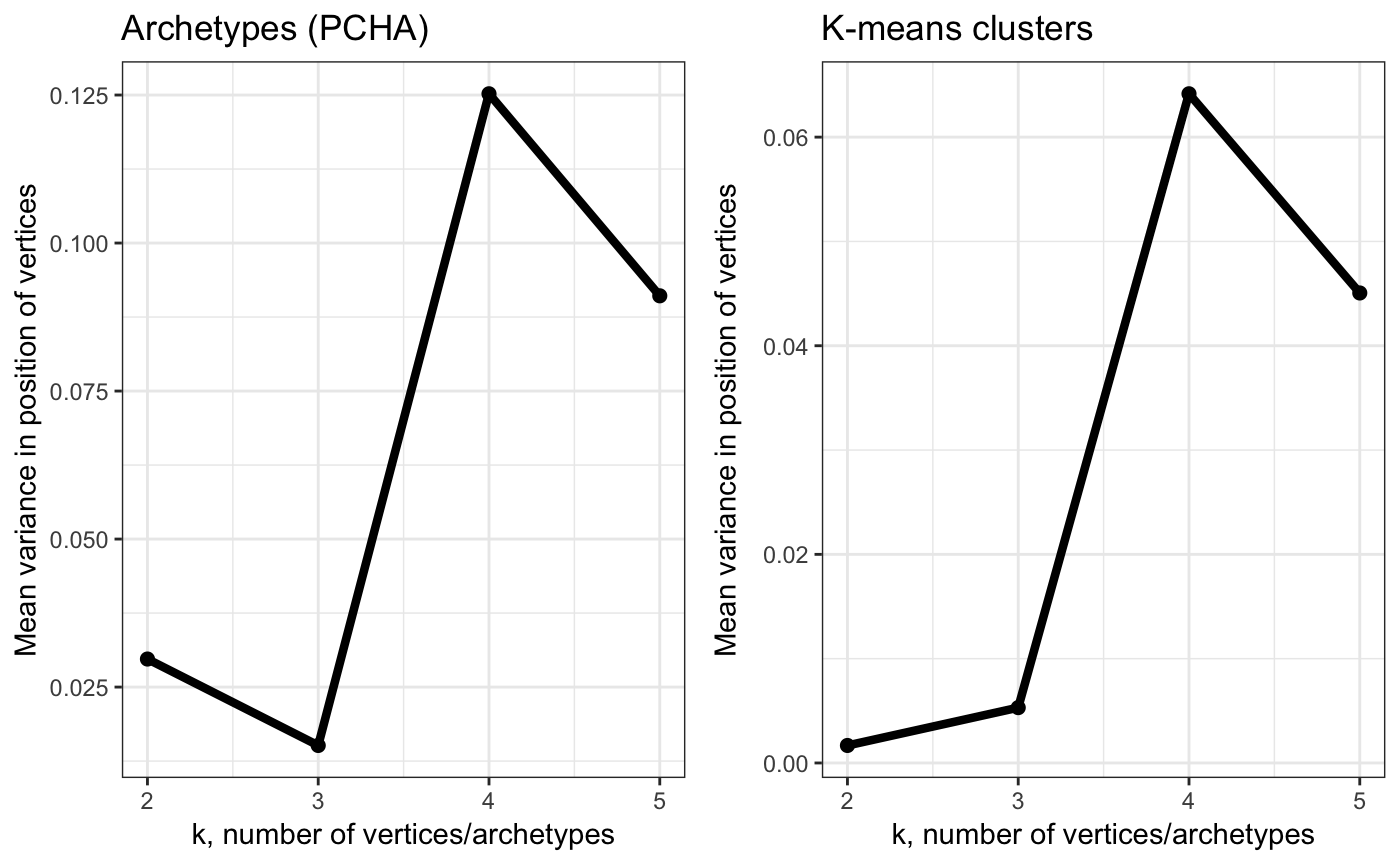 Archetypes (PCHA)
Mean variance in position of vertices
0.125
0.100
0.075
0.050
0.025
2 3 4 5
k, number of vertices/archetypes
K-means clusters
Mean variance in position of vertices
0.06
0.04
0.02
0.00
2 3 4 5
k, number of vertices/archetypes